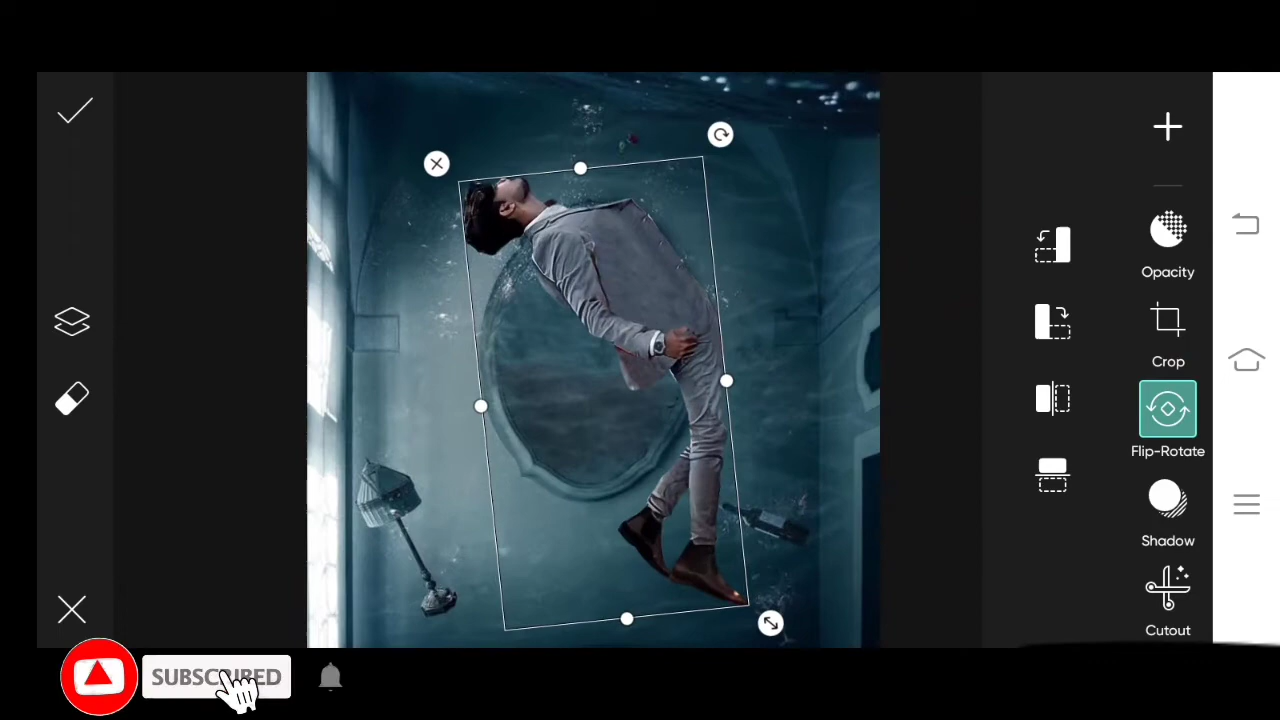 Opacity
Crop
Flip-Rotate
Shadow
Cutout
SUBSCRIBED